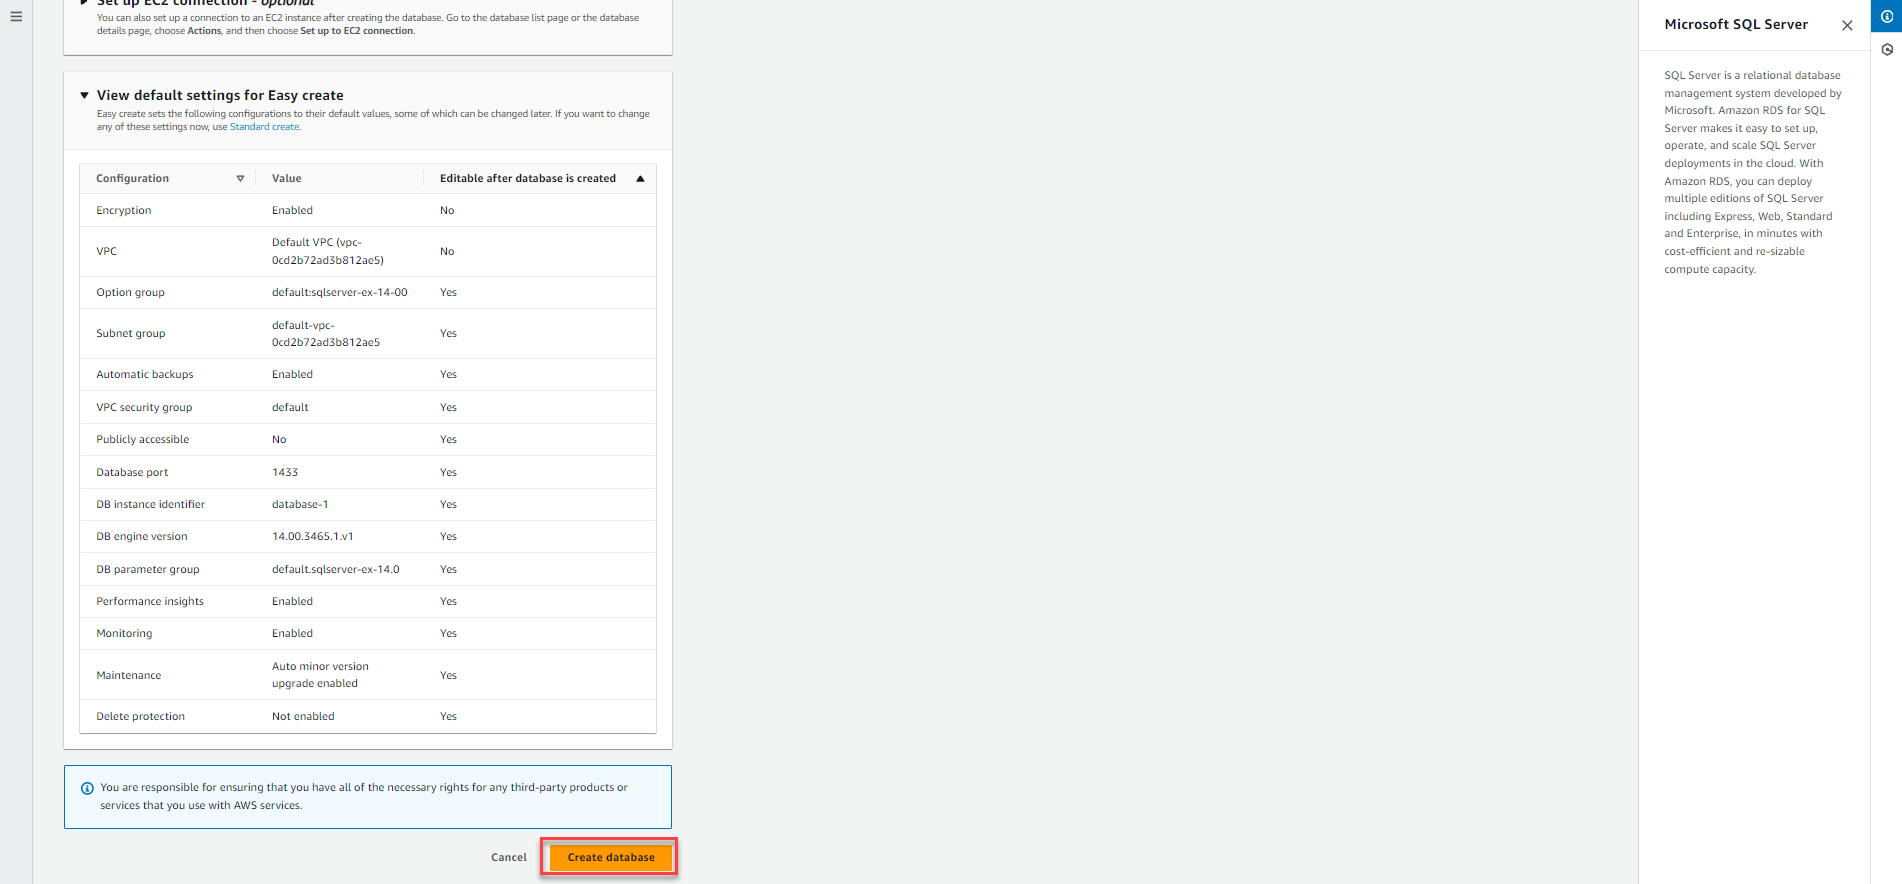 Set up EC2 connection - optional
You can also set up a connection to an EC2 instance after creating the database. Go to the database list page or the database
details page, choose Actions, and then choose Set up to EC2 connection.
View default settings for Easy create
Easy create sets the following configurations to their default values, some of which can be changed later. If you want to change
any of these settings now, use Standard create.
Configuration Value Editable after database is created
Encryption Enabled No
VPC Default VPC (vpc-
0cd2b72ad3b812ae5) No
Option group default:sqlserver-ex-14-00 Yes
Subnet group default-vpc-
0cd2b72ad3b812ae5 Yes
Automatic backups Enabled Yes
VPC security group default Yes
Publicly accessible No Yes
Database port 1433 Yes
DB instance identifier database-1 Yes
DB engine version 14.00.3465.1.v1 Yes
DB parameter group default.sqlserver-ex-14.0 Yes
Performance insights Enabled Yes
Monitoring Enabled Yes
Maintenance Auto minor version
upgrade enabled Yes
Delete protection Not enabled Yes
You are responsible for ensuring that you have all of the necessary rights for any third-party products or
services that you use with AWS services.
Cancel Create database
Microsoft SQL Server
SQL Server is a relational database
management system developed by
Microsoft. Amazon RDS for SQL
Server makes it easy to set up,
operate, and scale SQL Server
deployments in the cloud. With
Amazon RDS, you can deploy
multiple editions of SQL Server
including Express, Web, Standard
and Enterprise, in minutes with
cost-efficient and re-sizable
compute capacity.